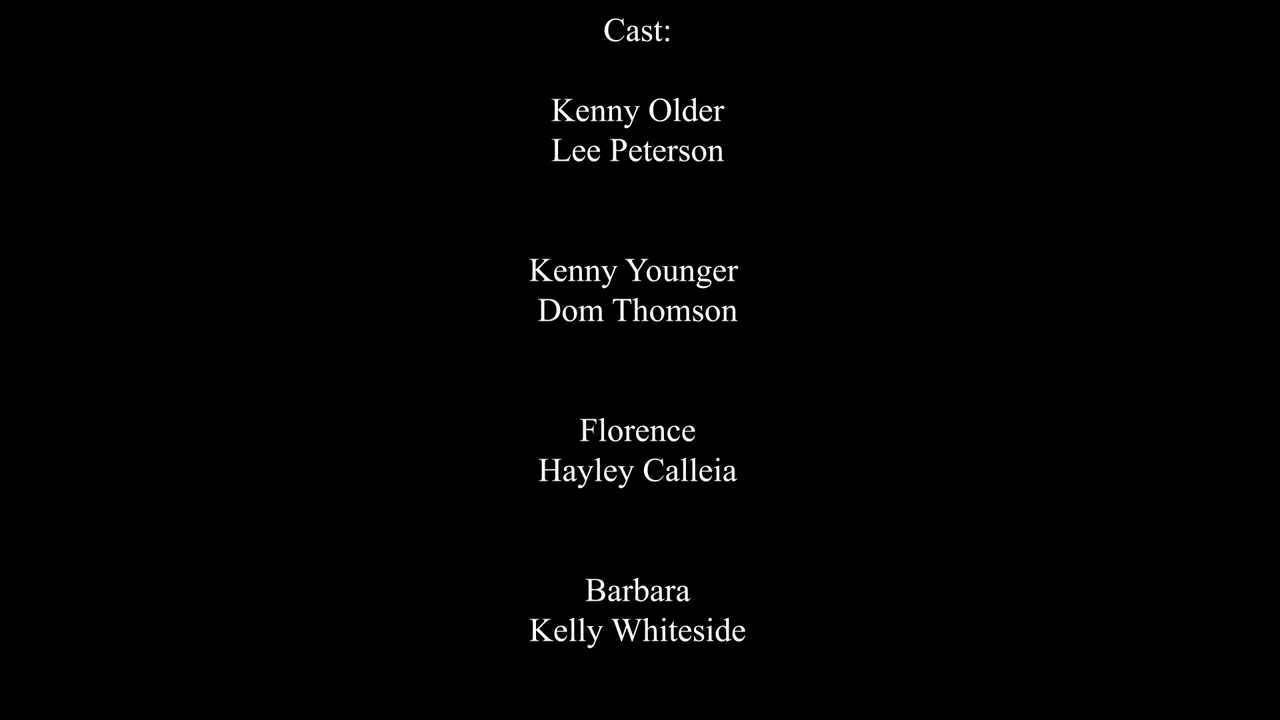 Cast:
Kenny Older
Lee Peterson
Kenny Younger
Dom Thomson
Florence
Hayley Calleia
Barbara
Kelly Whiteside